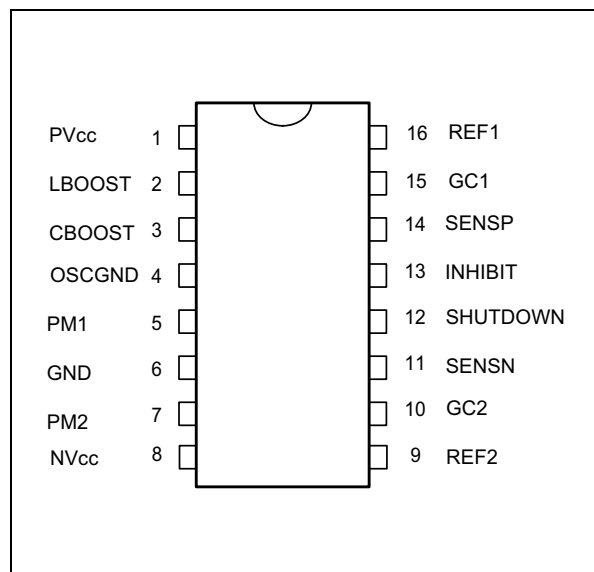 PVcc 1 16 REF1
LBOOST 2 15 GC1
CBOOST 3 14 SENSP
OSCGND 4 13 INHIBIT
PM1 5 12 SHUTDOWN
GND 6 11 SENSN
PM2 7 10 GC2
NVcc 8 9 REF2